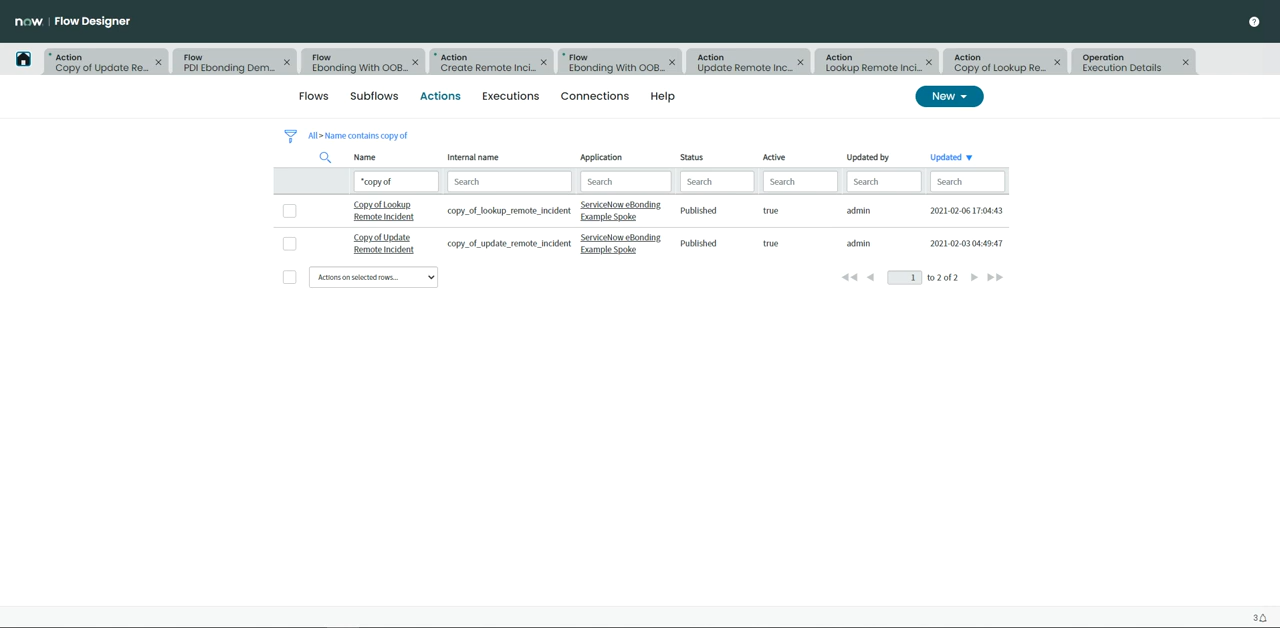 now. | Flow Designer
?
Action
Copy of Update Re...
Flow
PDI Ebonding Dem...
Flow
Ebonding With OOB...
Action
Create Remote Inci...
Flow
Ebonding With OOB...
Action
Update Remote Inc...
Action
Lookup Remote Inci...
Action
Copy of Lookup Re...
Operation
Execution Details
Flows Subflows Actions Executions Connections Help New
All > Name contains copy of
Name Internal name Application Status Active Updated by Updated ▼
*copy of Search Search Search Search Search Search
Copy of Lookup Remote Incident copy_of_lookup_remote_incident ServiceNow eBonding Example Spoke Published true admin 2021-02-06 17:04:43
Copy of Update Remote Incident copy_of_update_remote_incident ServiceNow eBonding Example Spoke Published true admin 2021-02-03 04:49:47
Actions on selected rows... 1 to 2 of 2
3